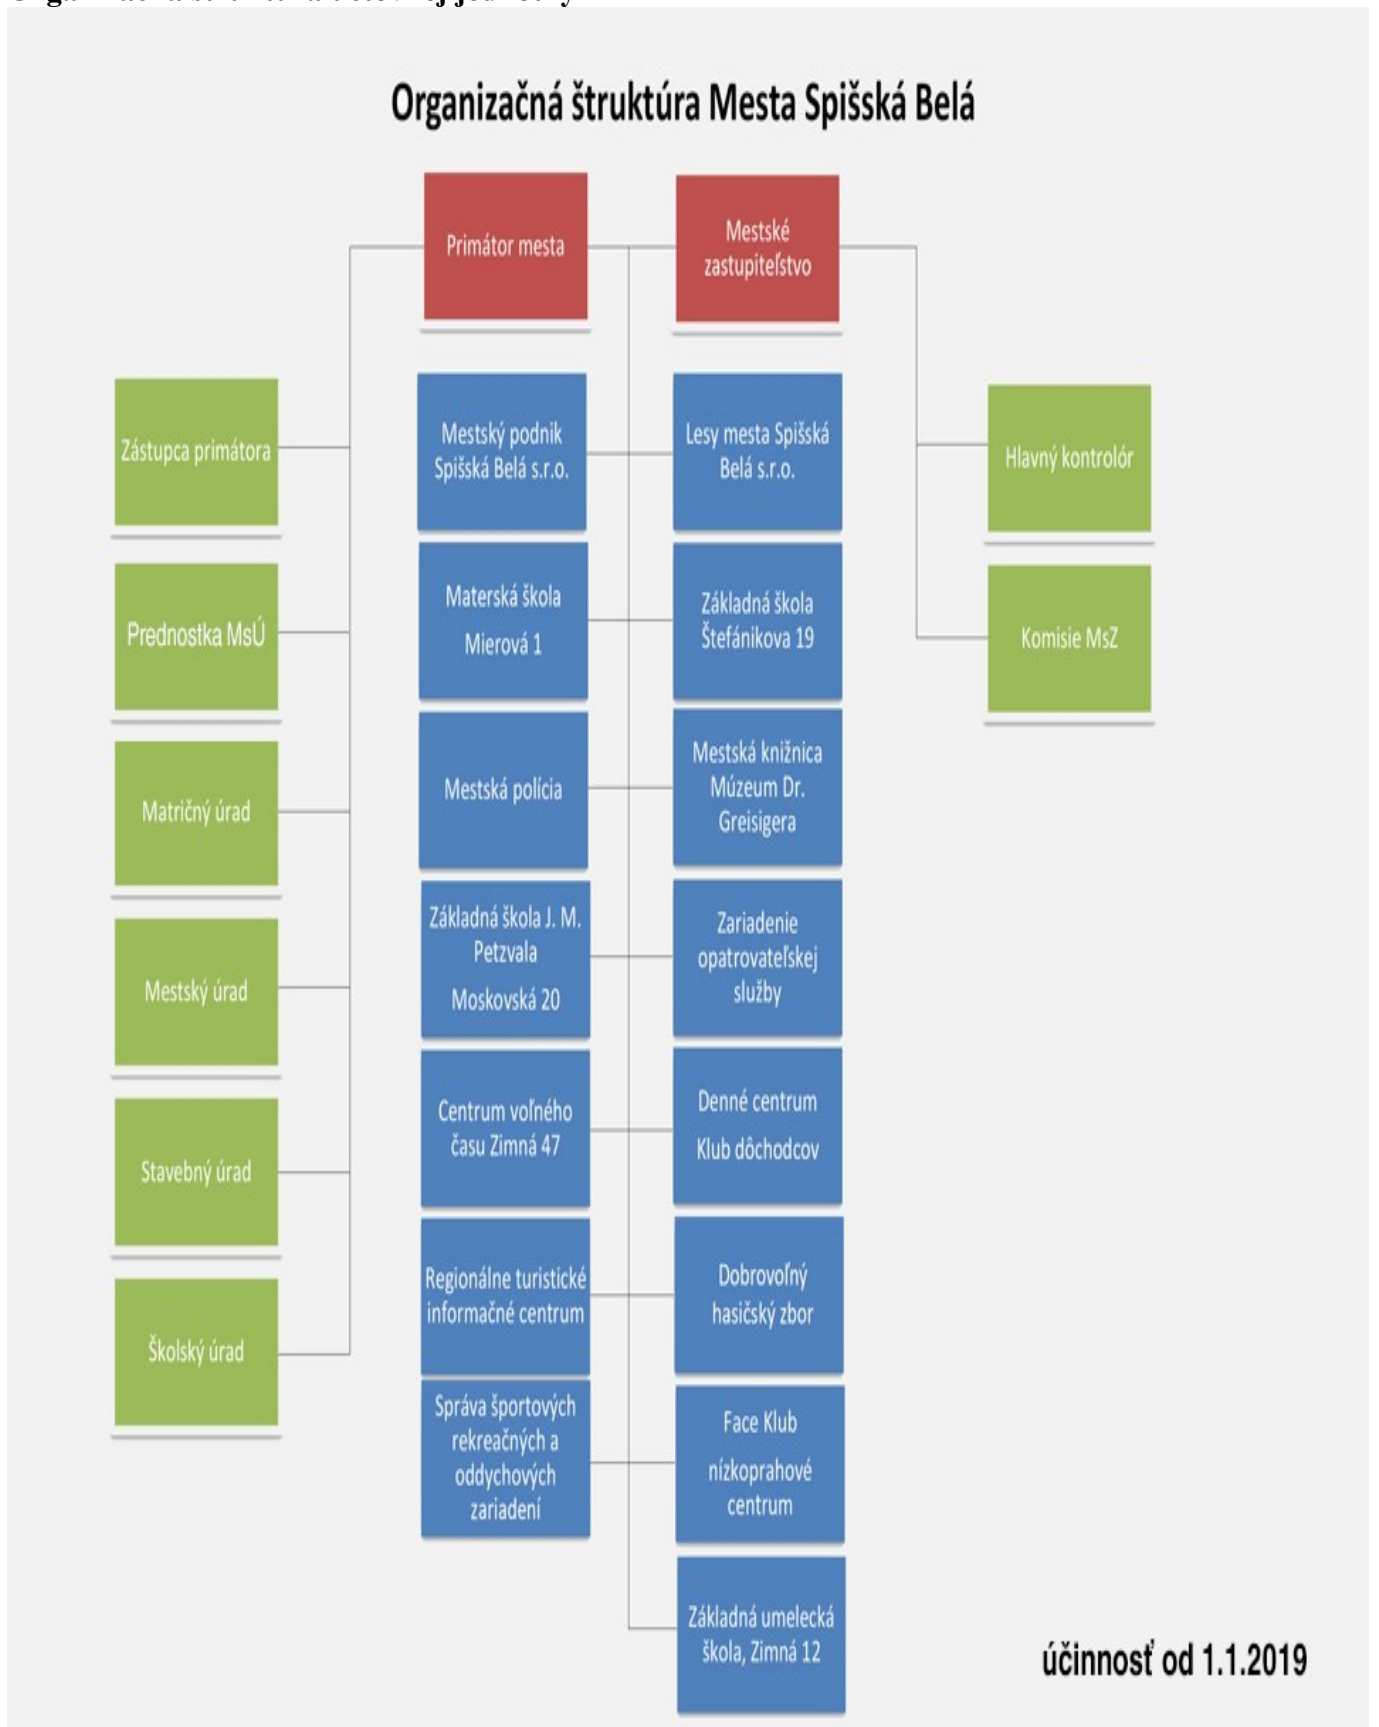 Organizačná štruktúra Mesta Spišská Belá
Primátor mesta
Mestské
zastupiteľstvo
Zástupca primátora
Prednostka MsÚ
Matričný úrad
Mestský úrad
Stavebný úrad
Školský úrad
Mestský podnik
Spišská Belá s.r.o.
Lesy mesta Spišská
Belá s.r.o.
Materská škola
Mierová 1
Základná škola
Štefánikova 19
Mestská polícia
Mestská knižnica
Múzeum Dr.
Greisigera
Základná škola J. M.
Petzvala
Moskovská 20
Zariadenie
opatrovateľskej
služby
Centrum voľného
času Zimná 47
Denné centrum
Klub dôchodcov
Regionálne turistické
informačné centrum
Dobrovoľný
hasičský zbor
Správa športových
rekreačných a
oddychových
zariadení
Face Klub
nízkoprahové
centrum
Základná umelecká
škola, Zimná 12
Hlavný kontrolór
Komisie MsZ
účinnosť od 1.1.2019